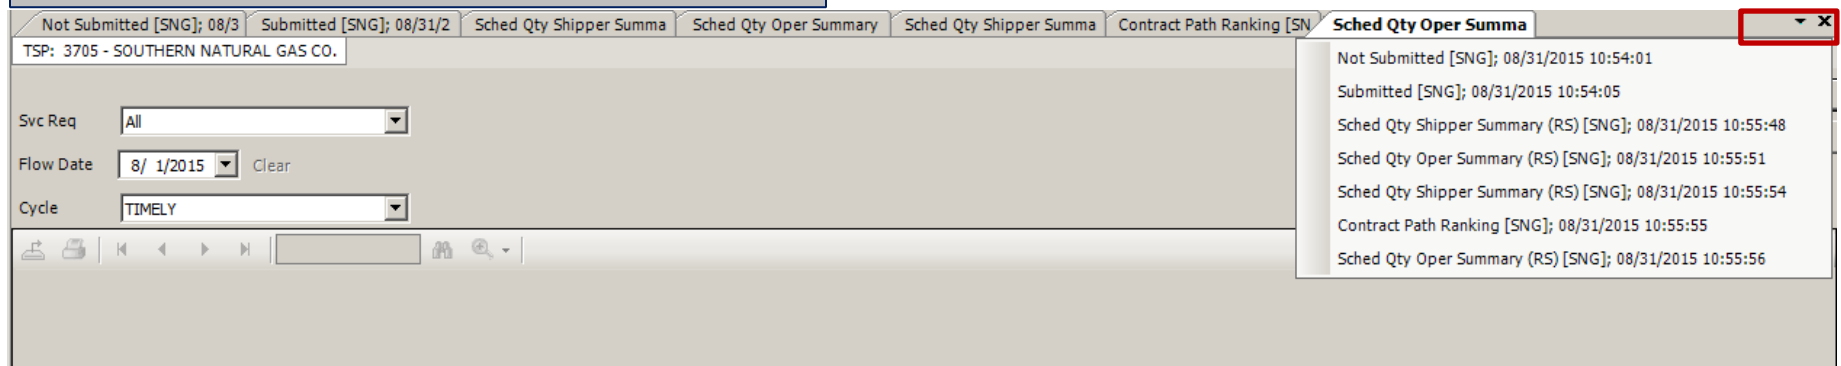 Not Submitted [SNG]; 08/3 Submitted [SNG]; 08/31/2 Sched Qty Shipper Summa Sched Qty Oper Summary Sched Qty Shipper Summa Contract Path Ranking [SN Sched Qty Oper Summa
TSP: 3705 - SOUTHERN NATURAL GAS CO.
Not Submitted [SNG]; 08/31/2015 10:54:01
Submitted [SNG]; 08/31/2015 10:54:05
Sched Qty Shipper Summary (RS) [SNG]; 08/31/2015 10:55:48
Sched Qty Oper Summary (RS) [SNG]; 08/31/2015 10:55:51
Sched Qty Shipper Summary (RS) [SNG]; 08/31/2015 10:55:54
Contract Path Ranking [SNG]; 08/31/2015 10:55:55
Sched Qty Oper Summary (RS) [SNG]; 08/31/2015 10:55:56
Svc Req All
Flow Date 8/ 1/2015 Clear
Cycle TIMELY